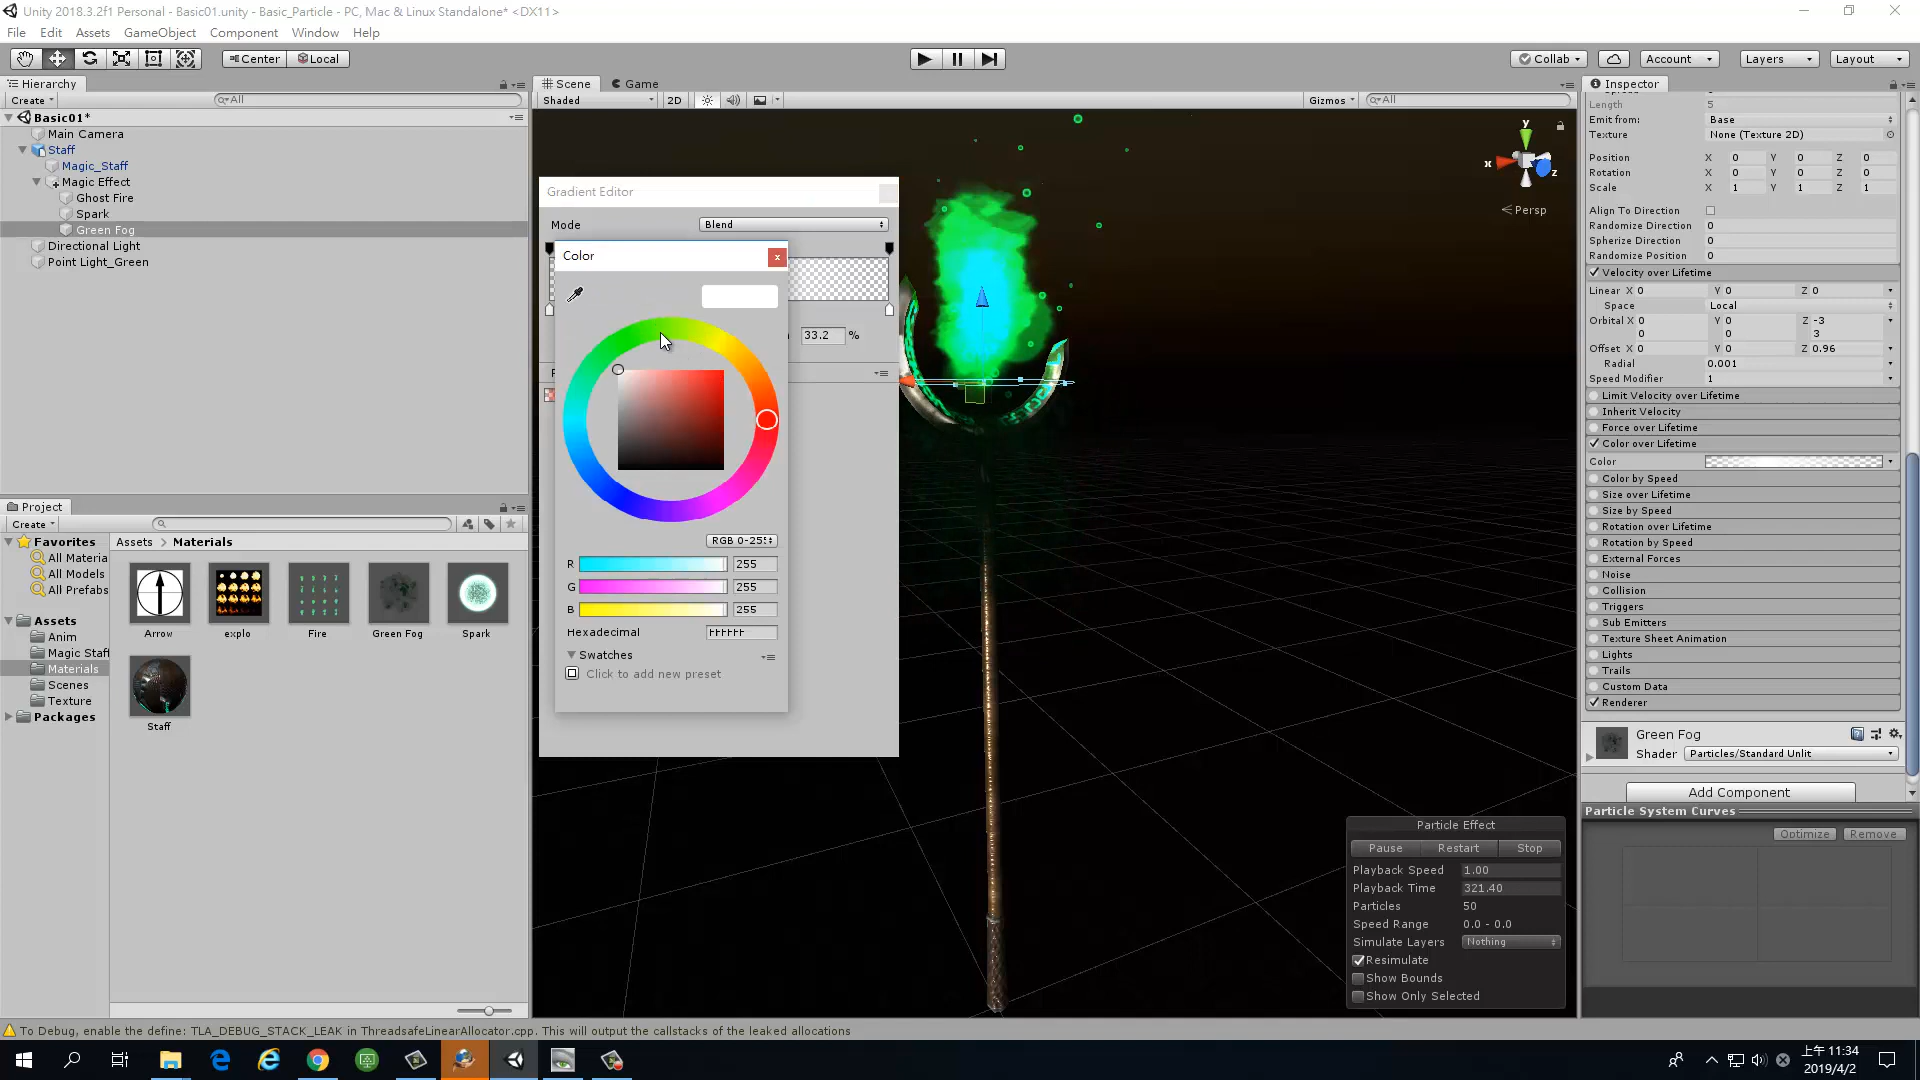 Unity 2018.3.2f1 Personal - Basic01.unity - Basic_Particle - PC, Mac & Linux Standalone* <DX11>
File Edit Assets GameObject Component Window Help
Center Local
Collab Account Layers Layout
Hierarchy
Create All
Basic01*
Main Camera
Staff
Magic_Staff
Magic Effect
Ghost Fire
Spark
Green Fog
Directional Light
Point Light_Green
Project
Create
Favorites
All Materia
All Models
All Prefabs
Assets
Anim
Magic Staff
Materials
Scenes
Texture
Packages
Assets > Materials
Arrow explo Fire Green Fog Spark
Staff
Scene Game
Shaded 2D Gizmos All
Gradient Editor
Mode Blend
33.2 %
Color
RGB 0-255
R 255
G 255
B 255
Hexadecimal FFFFFF
Swatches
Click to add new preset
y
x
z
Persp
Particle Effect
Pause Restart Stop
Playback Speed 1.00
Playback Time 321.40
Particles 50
Speed Range 0.0 - 0.0
Simulate Layers Nothing
Resimulate
Show Bounds
Show Only Selected
Inspector
Length 5
Emit from: Base
Texture None (Texture 2D)
Position X 0 Y 0 Z 0
Rotation X 0 Y 0 Z 0
Scale X 1 Y 1 Z 1
Align To Direction
Randomize Direction 0
Spherize Direction 0
Randomize Position 0
Velocity over Lifetime
Linear X 0 Y 0 Z 0
Space Local
Orbital X 0 Y 0 Z -3
0 0 3
Offset X 0 Y 0 Z 0.96
Radial 0.001
Speed Modifier 1
Limit Velocity over Lifetime
Inherit Velocity
Force over Lifetime
Color over Lifetime
Color
Color by Speed
Size over Lifetime
Size by Speed
Rotation over Lifetime
Rotation by Speed
External Forces
Noise
Collision
Triggers
Sub Emitters
Texture Sheet Animation
Lights
Trails
Custom Data
Renderer
Green Fog
Shader Particles/Standard Unlit
Add Component
Particle System Curves
Optimize Remove
To Debug, enable the define: TLA_DEBUG_STACK_LEAK in ThreadsafeLinearAllocator.cpp. This will output the callstacks of the leaked allocations
上午 11:34
2019/4/2